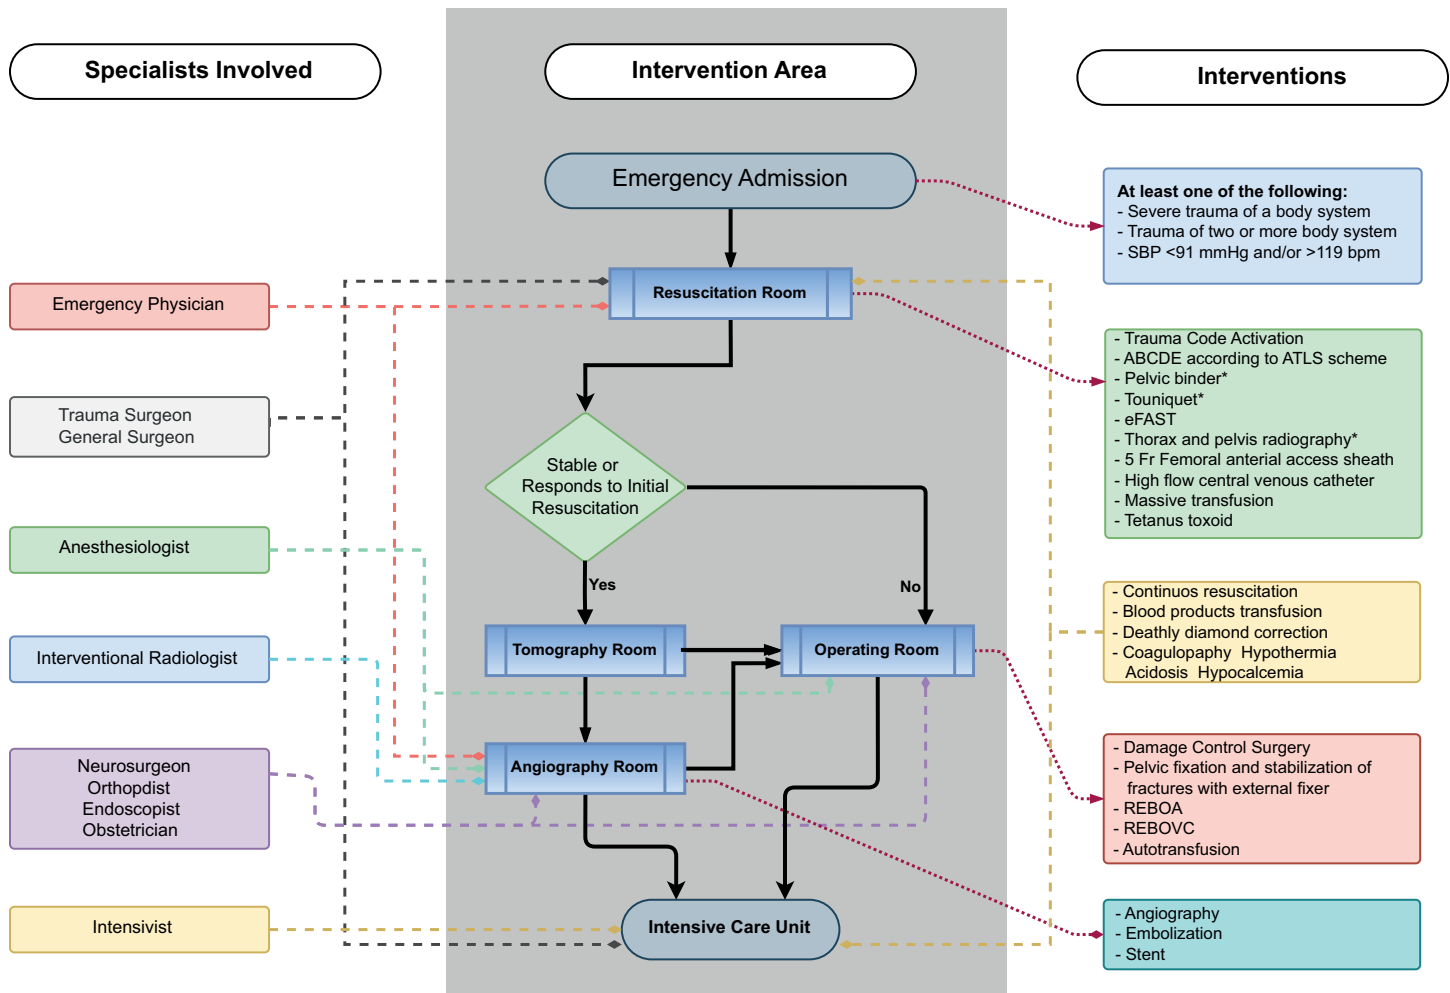 Specialists Involved
Intervention Area
Interventions
Emergency Admission
At least one of the following:
- Severe trauma of a body system
- Trauma of two or more body system
- SBP <91 mmHg and/or >119 bpm
Emergency Physician
Resuscitation Room
- Trauma Code Activation
- ABCDE according to ATLS scheme
- Pelvic binder*
- Touniquet*
- eFAST
- Thorax and pelvis radiography*
- 5 Fr Femoral anterial access sheath
- High flow central venous catheter
- Massive transfusion
- Tetanus toxoid
Trauma Surgeon
General Surgeon
Stable or
Responds to Initial
Resuscitation
Anesthesiologist
Yes
No
- Continuos resuscitation
- Blood products transfusion
- Deathly diamond correction
- Coagulopaphy Hypothermia
Acidosis Hypocalcemia
Interventional Radiologist
Tomography Room
Operating Room
Neurosurgeon
Orthopdist
Endoscopist
Obstetrician
Angiography Room
- Damage Control Surgery
- Pelvic fixation and stabilization of
fractures with external fixer
- REBOA
- REBOVC
- Autotransfusion
Intensivist
Intensive Care Unit
- Angiography
- Embolization
- Stent